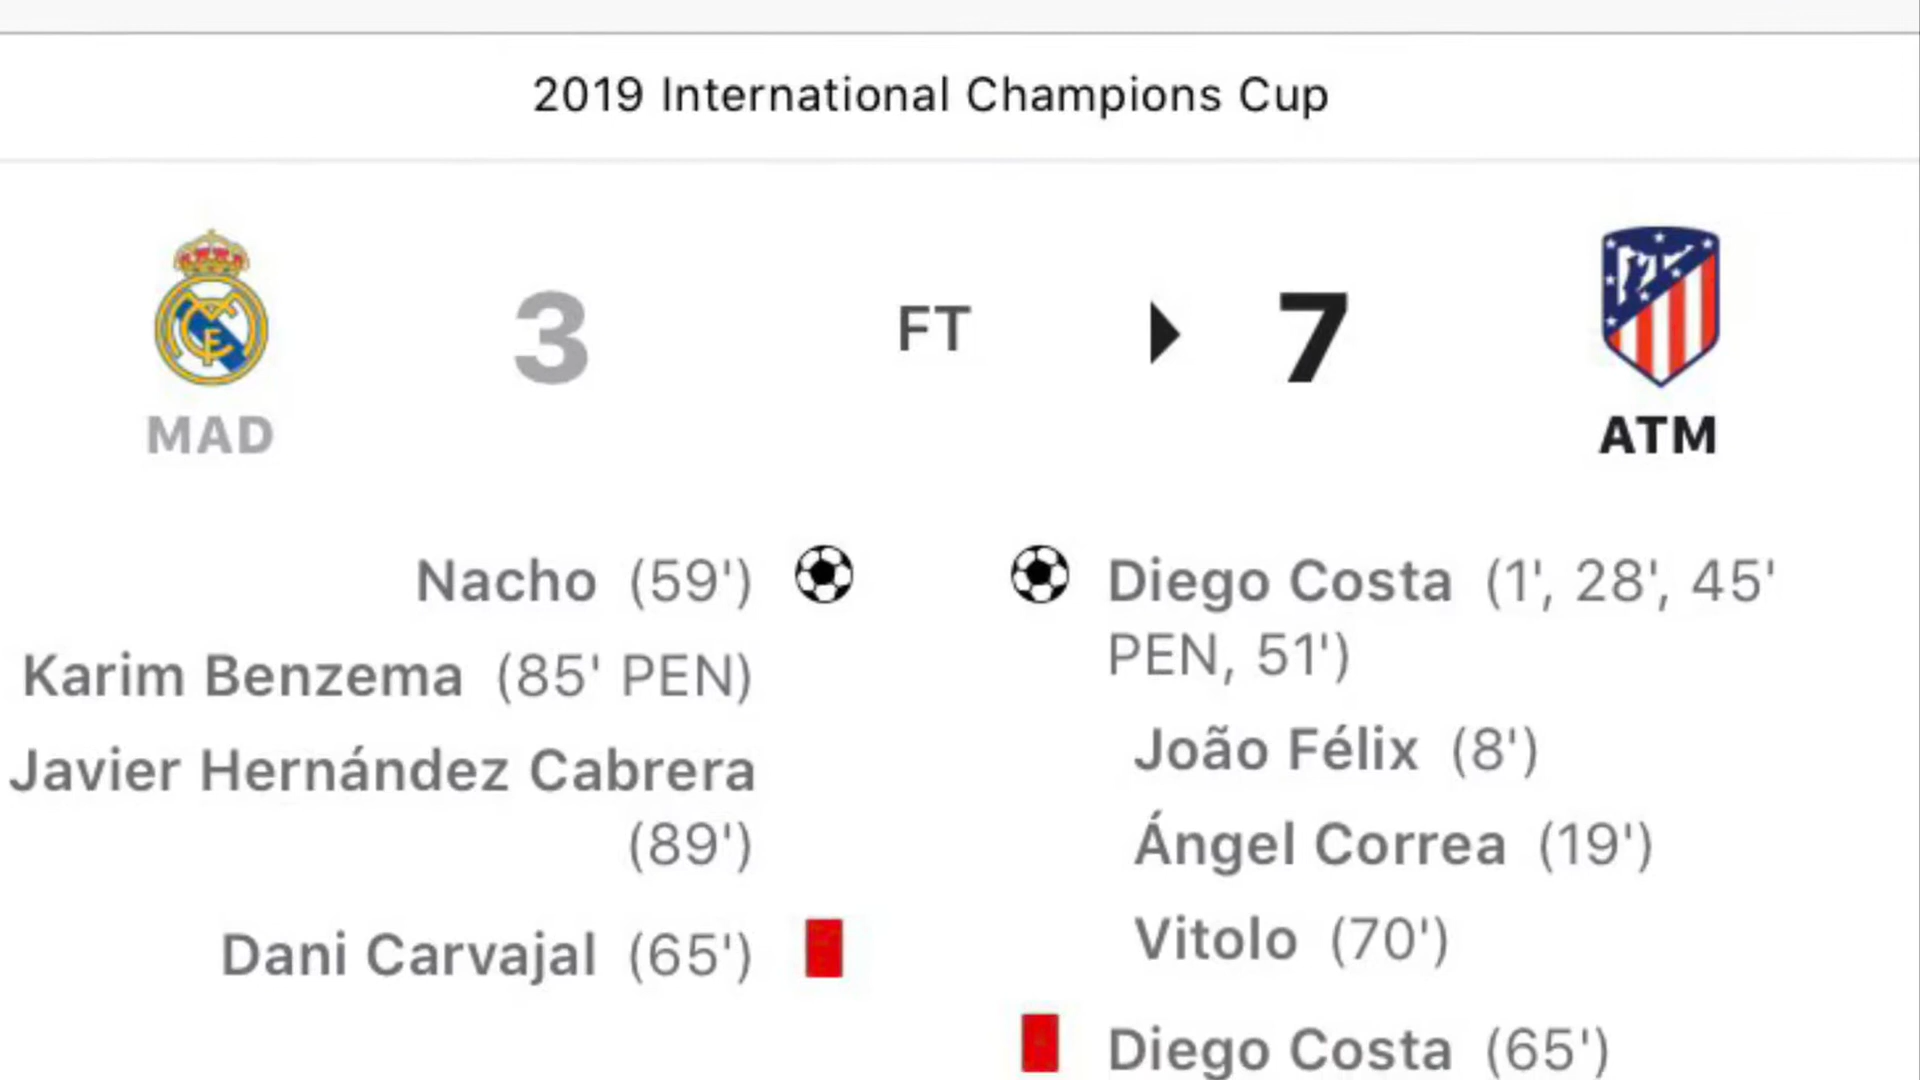 2019 International Champions Cup
3 FT 7
MAD
ATM
Nacho (59')
Karim Benzema (85' PEN)
Javier Hernández Cabrera
(89')
Dani Carvajal (65')
Diego Costa (1', 28', 45'
PEN, 51')
João Félix (8')
Ángel Correa (19')
Vitolo (70')
Diego Costa (65')